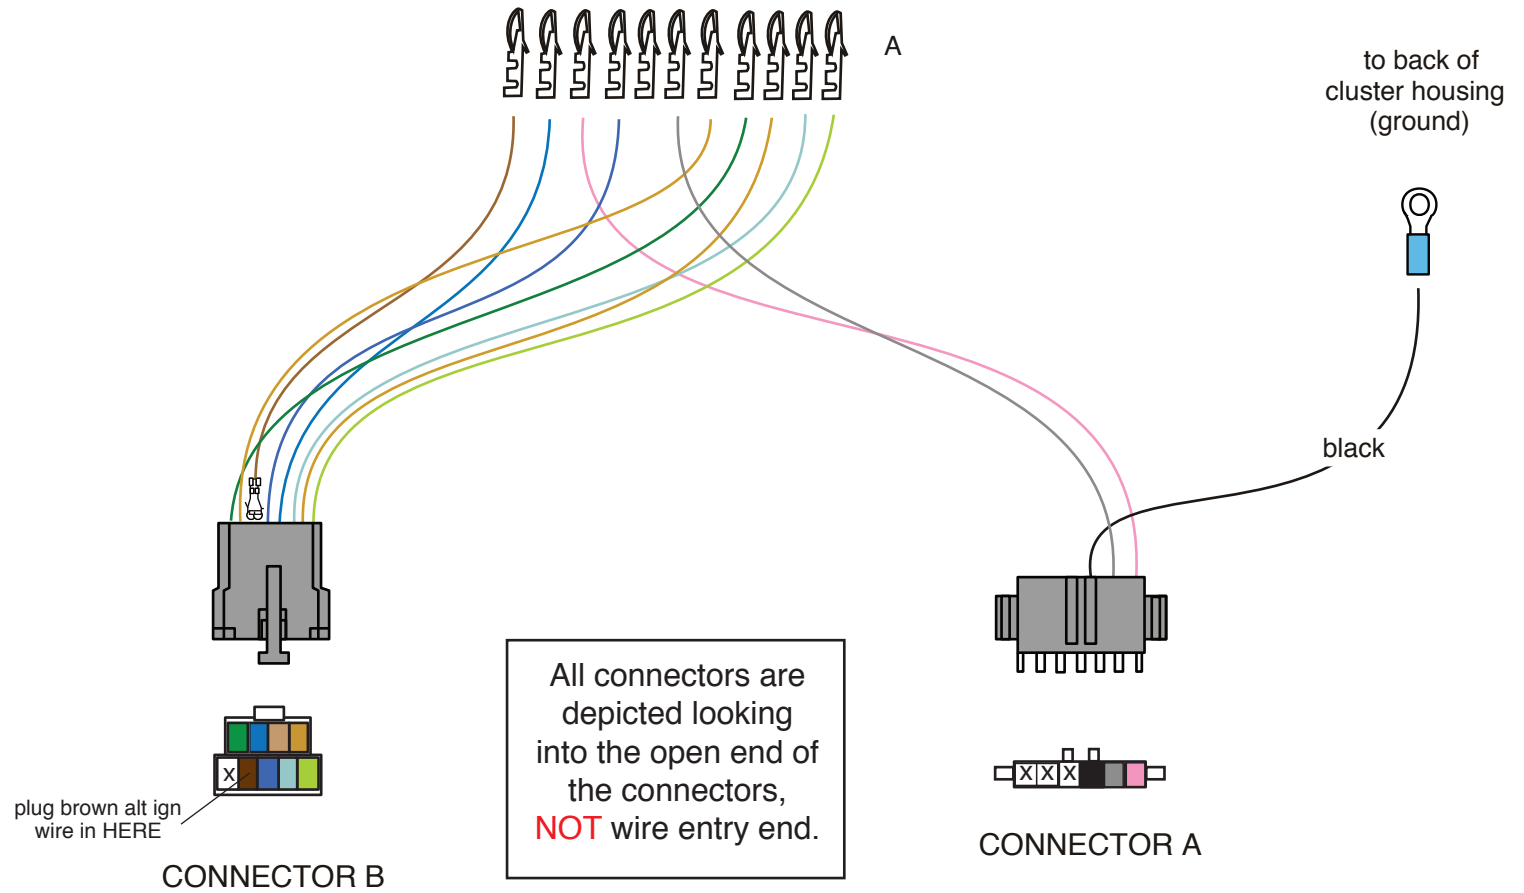 A
to back of
cluster housing
(ground)
black
All connectors are
depicted looking
into the open end of
the connectors,
NOT wire entry end.
X
plug brown alt ign
wire in HERE
CONNECTOR B
X X X
CONNECTOR A